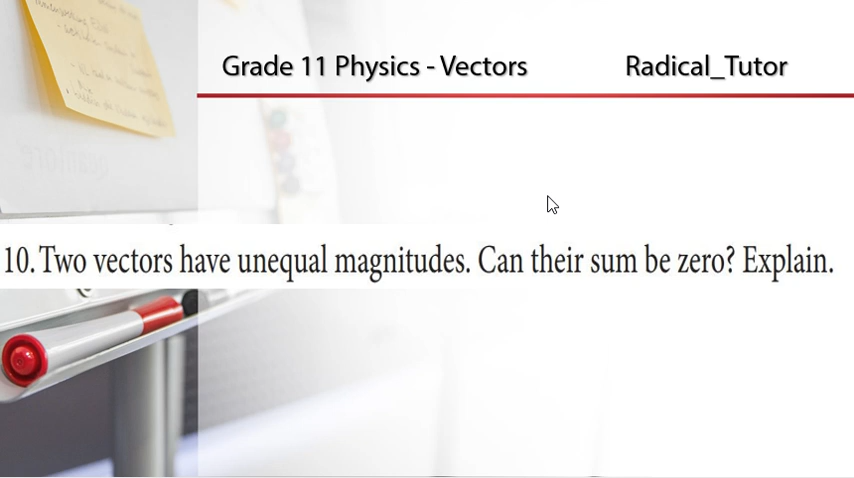 Grade 11 Physics - Vectors Radical_Tutor
10. Two vectors have unequal magnitudes. Can their sum be zero? Explain.